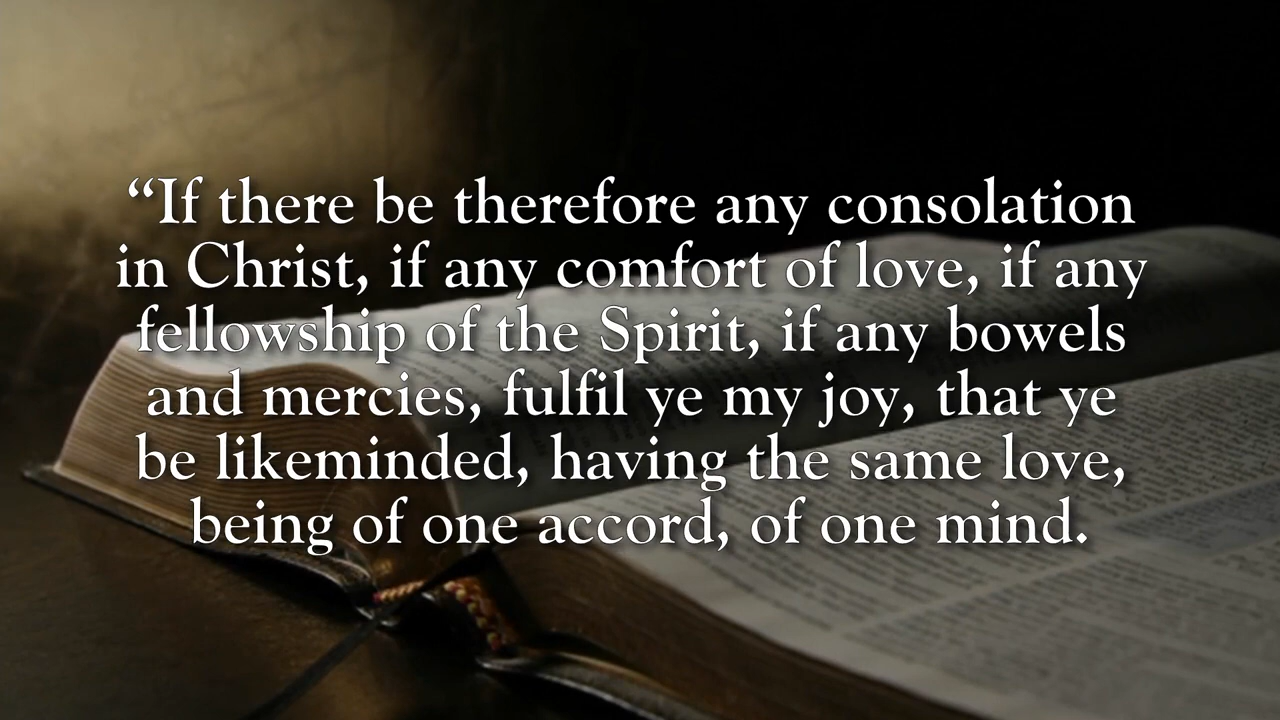 “If there be therefore any consolation
in Christ, if any comfort of love, if any
fellowship of the Spirit, if any bowels
and mercies, fulfil ye my joy, that ye
be likeminded, having the same love,
being of one accord, of one mind.